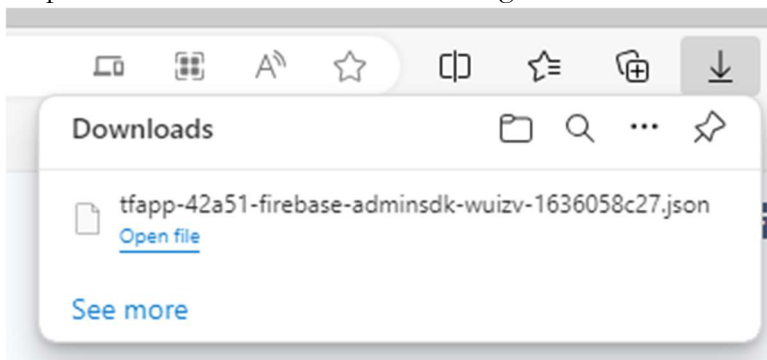 Downloads
tfapp-42a51-firebase-adminsdk-wuizv-1636058c27.json
Open file
See more